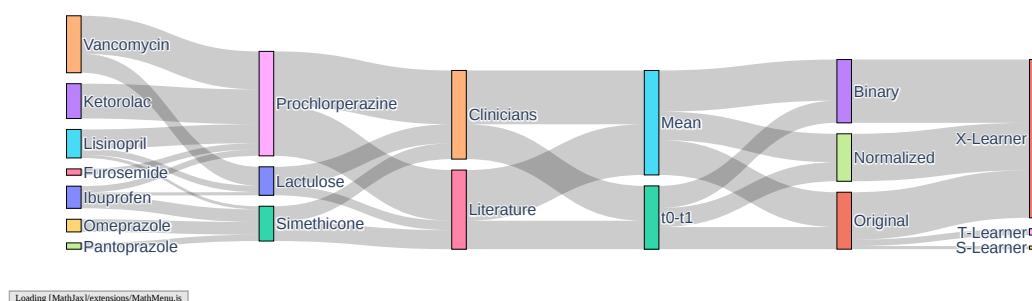 Vancomycin
Ketorolac
Lisinopril
Furosemide
Ibuprofen
Omeprazole
Pantoprazole
Prochlorperazine
Lactulose
Simethicone
Clinicians
Literature
Mean
t0-t1
Binary
Normalized
Original
X-Learner
T-Learner
S-Learner
Loading [MathJax]/extensions/MathMenu.js